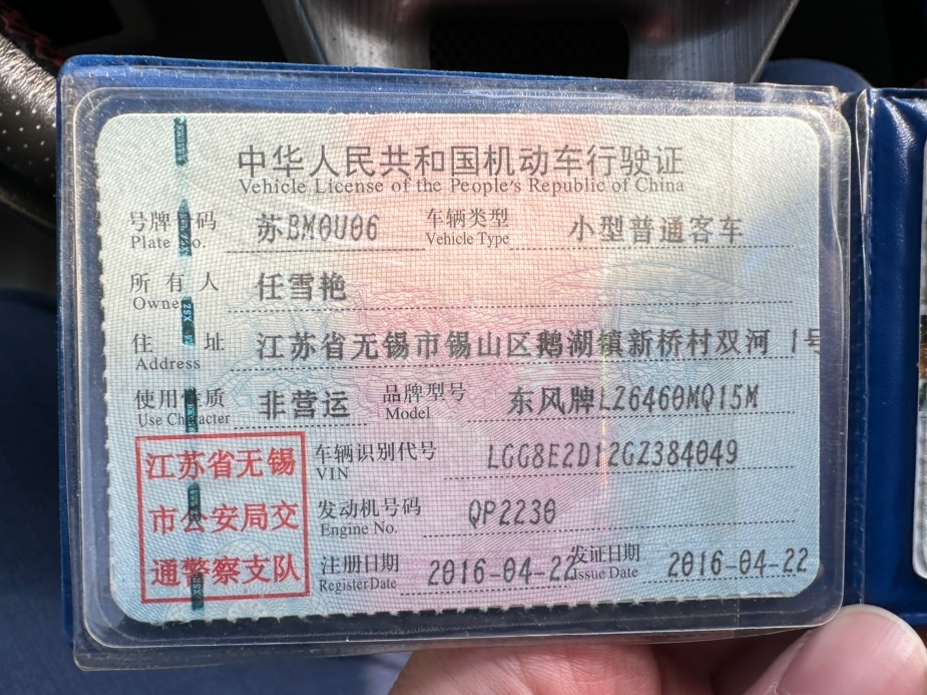 中华人民共和国机动车行驶证
Vehicle License of the People's Republic of China
号牌号码 苏BM0U06 车辆类型 小型普通客车
Plate No. Vehicle Type
所有人 任雪艳
Owner
住址 江苏省无锡市锡山区鹅湖镇新桥村双河 1号
Address
使用性质 非营运 品牌型号 东风牌LZ6460MQ15M
Use Character Model
江苏省无锡
市公安局交
通警察支队
车辆识别代号 LGG8E2D12GZ384049
VIN
发动机号码 QP2230
Engine No.
注册日期 2016-04-22 发证日期 2016-04-22
Register Date Issue Date